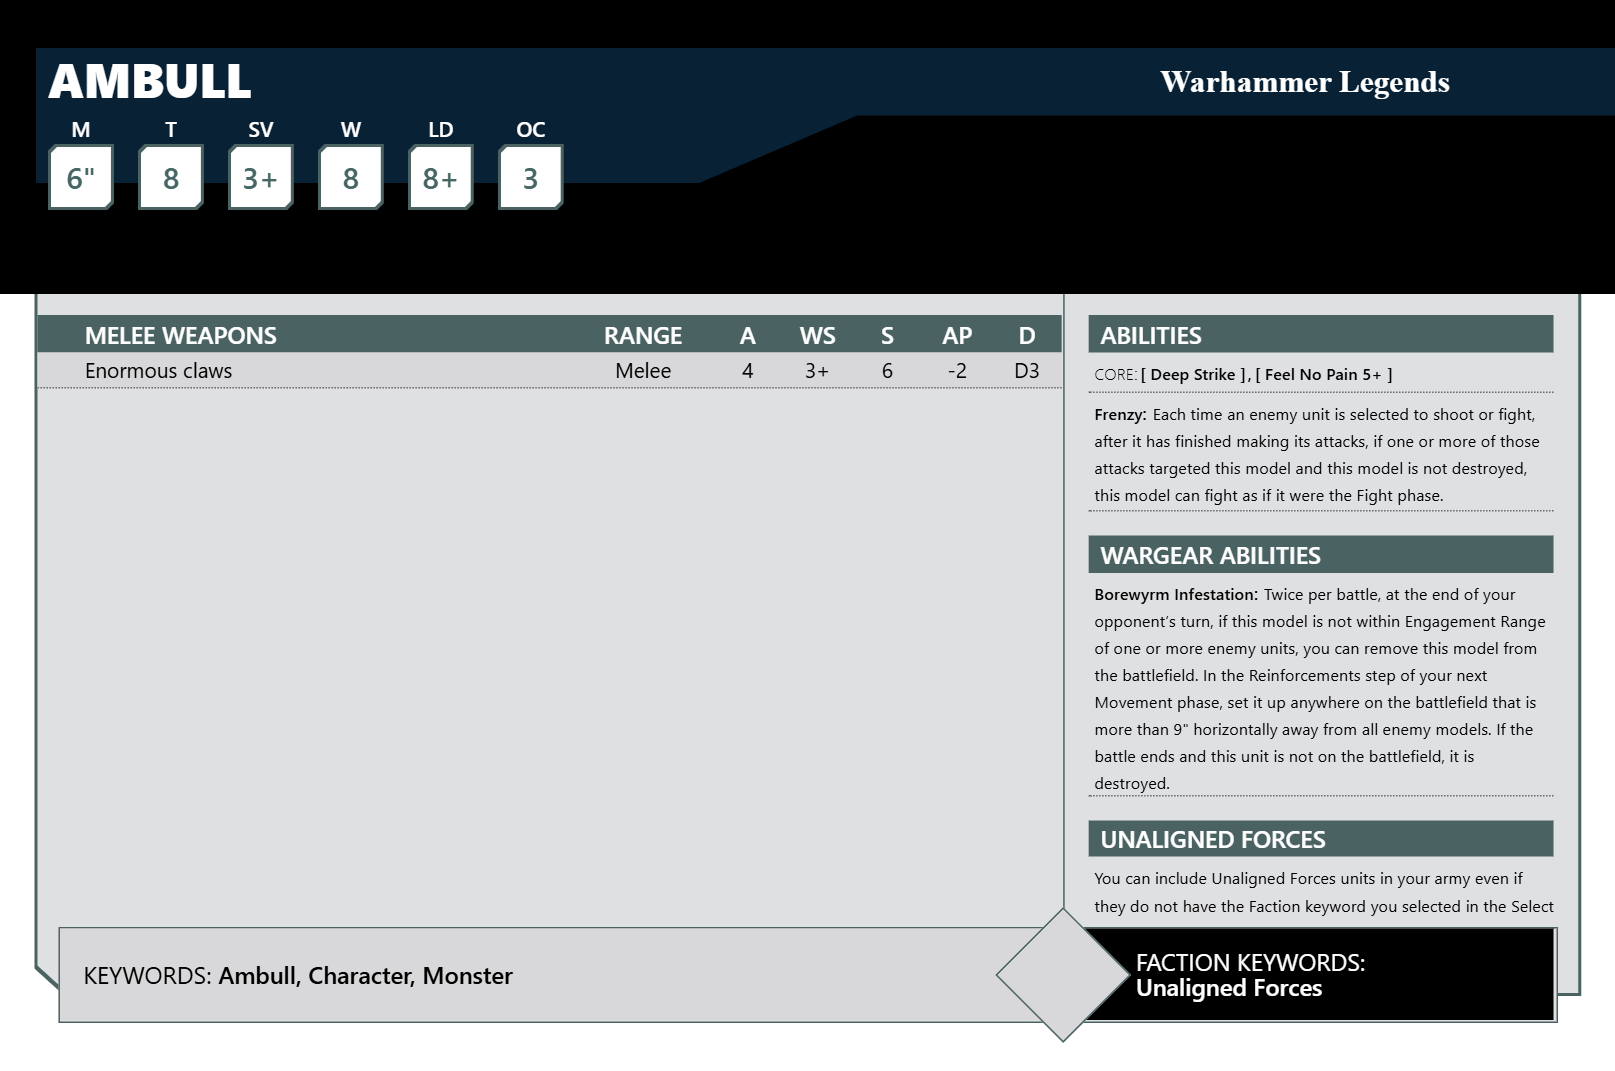 AMBULL
Warhammer Legends
M T SV W LD OC
6" 8 3+ 8 8+ 3
MELEE WEAPONS RANGE A WS S AP D
Enormous claws Melee 4 3+ 6 -2 D3
ABILITIES
CORE: [ Deep Strike ], [ Feel No Pain 5+ ]
Frenzy: Each time an enemy unit is selected to shoot or fight,
after it has finished making its attacks, if one or more of those
attacks targeted this model and this model is not destroyed,
this model can fight as if it were the Fight phase.
WARGEAR ABILITIES
Borewyrm Infestation: Twice per battle, at the end of your
opponent’s turn, if this model is not within Engagement Range
of one or more enemy units, you can remove this model from
the battlefield. In the Reinforcements step of your next
Movement phase, set it up anywhere on the battlefield that is
more than 9" horizontally away from all enemy models. If the
battle ends and this unit is not on the battlefield, it is
destroyed.
UNALIGNED FORCES
You can include Unaligned Forces units in your army even if
they do not have the Faction keyword you selected in the Select
KEYWORDS: Ambull, Character, Monster
FACTION KEYWORDS:
Unaligned Forces